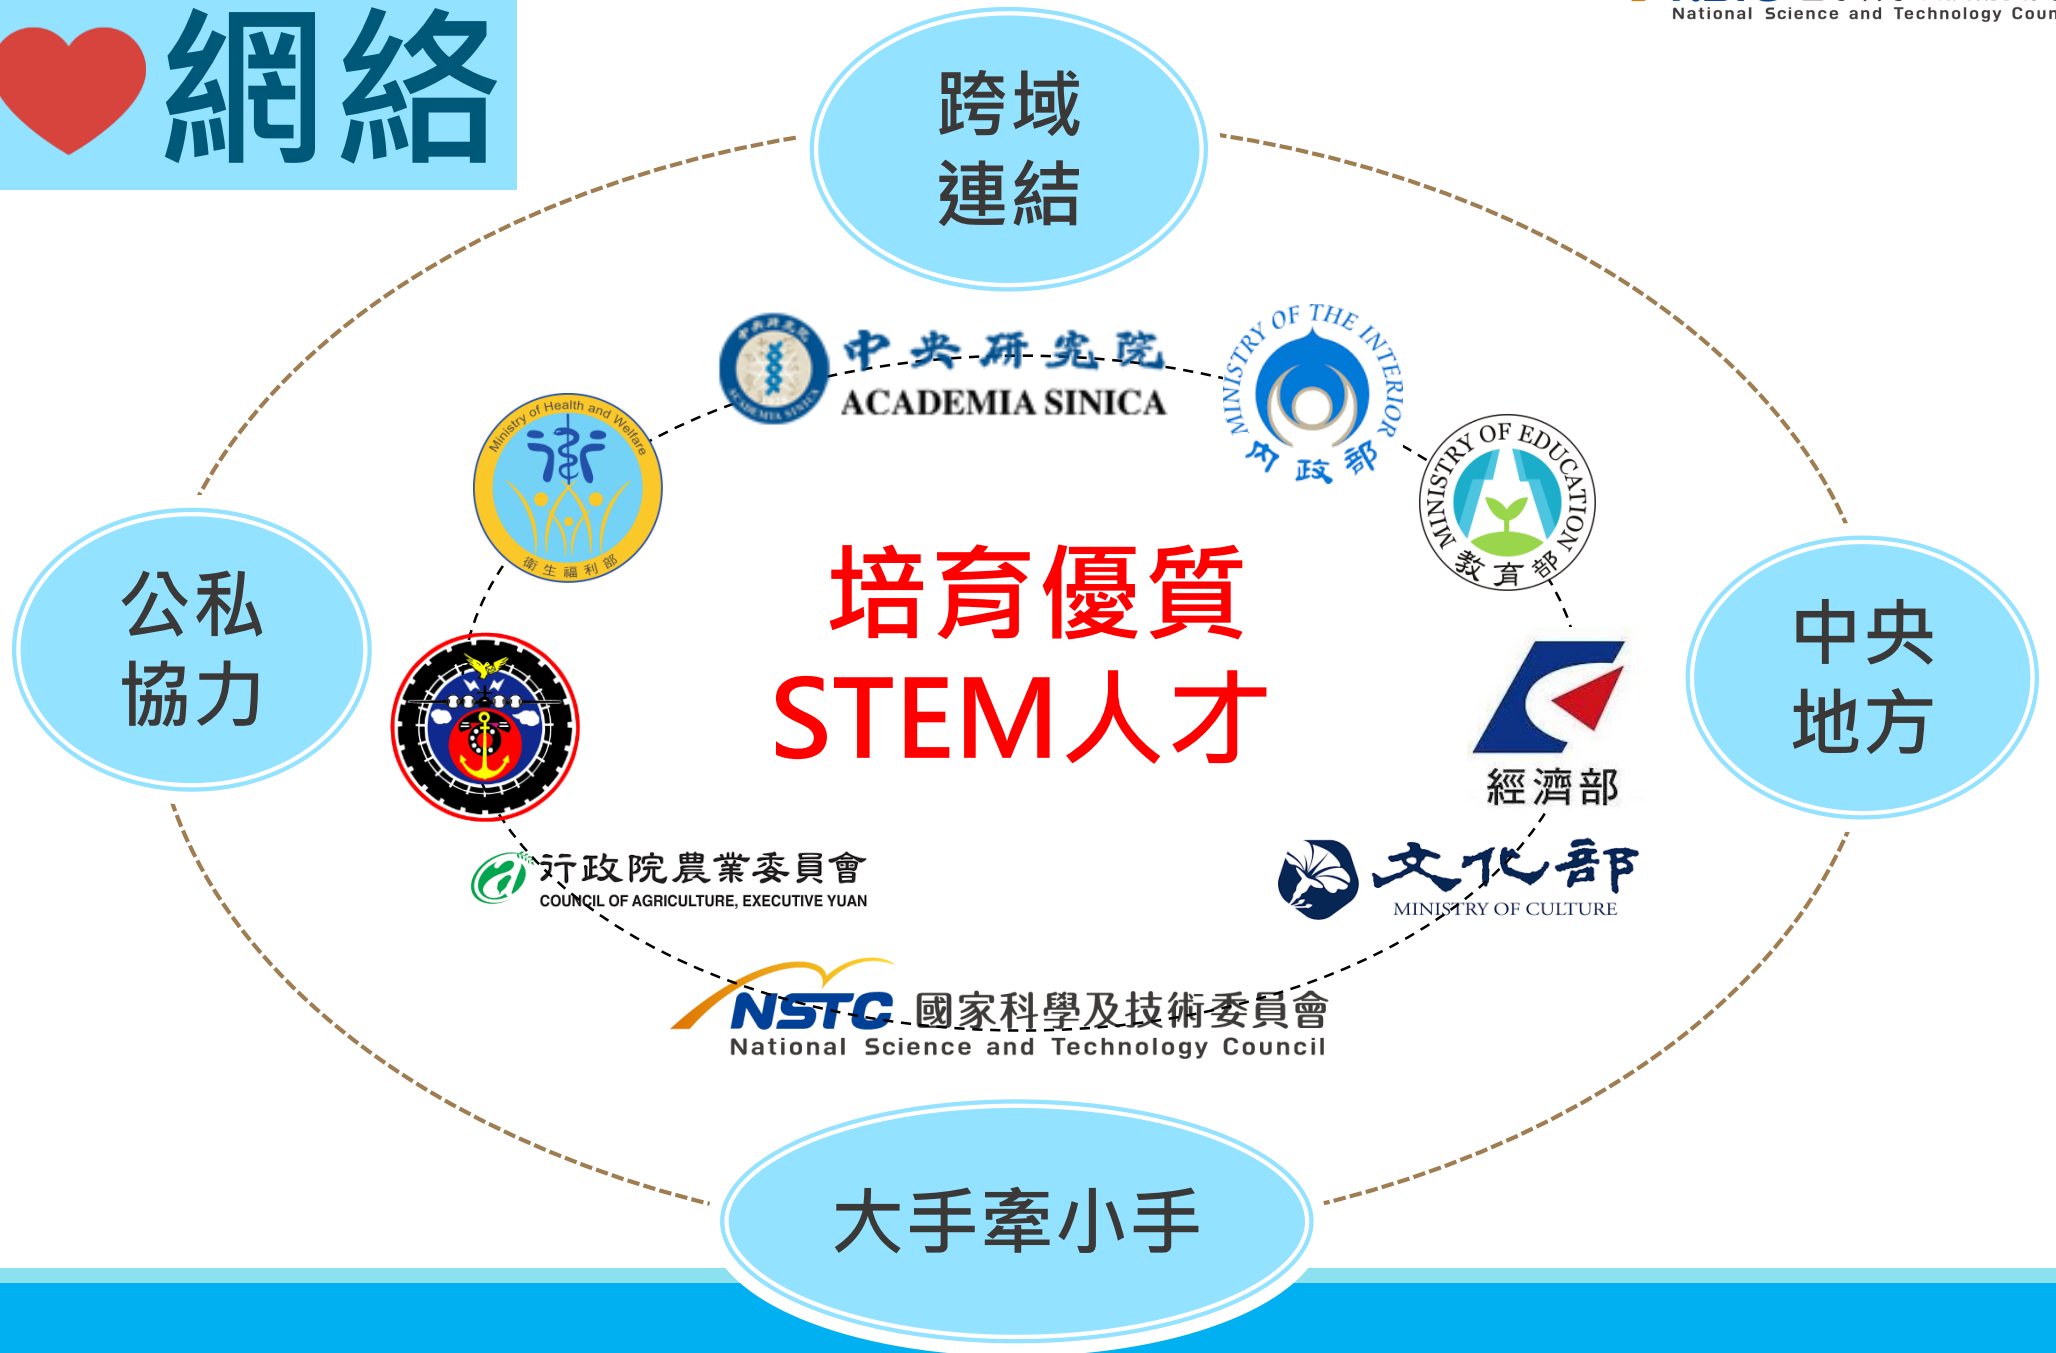 網絡
National Science and Technology Coun
跨域
連結
中央研究院
ACADEMIA SINICA
MINISTRY OF THE INTERIOR
內政部
Ministry of Health and Welfare
衛生福利部
MINISTRY OF EDUCATION
教育部
培育優質
STEM人才
公私
協力
中央
地方
經濟部
行政院農業委員會
COUNCIL OF AGRICULTURE, EXECUTIVE YUAN
文化部
MINISTRY OF CULTURE
NSTC 國家科學及技術委員會
National Science and Technology Council
大手牽小手